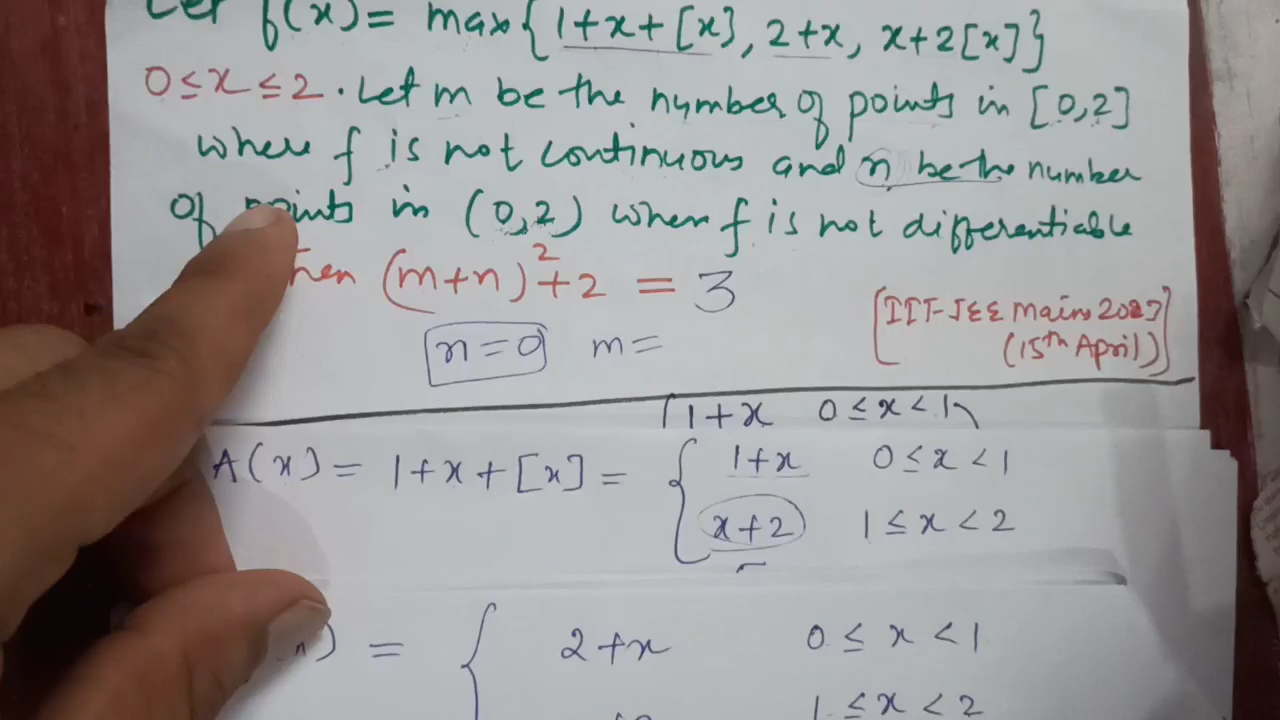 Let f(x) = max{1+x+[x], 2+x, x+2[x]}
0≤x≤2. Let m be the number of points in [0,2]
where f is not continuous and n be the number
of points in (0,2) when f is not differentiable
then (m+n)²+2 = 3
n=0 m=
[IIT-JEE Mains 2023
(15th April)]
1+x 0≤x<1
A(x) = 1+x+[x] = { 1+x 0≤x<1
x+2 1≤x<2
= { 2+x 0≤x<1
1≤x<2